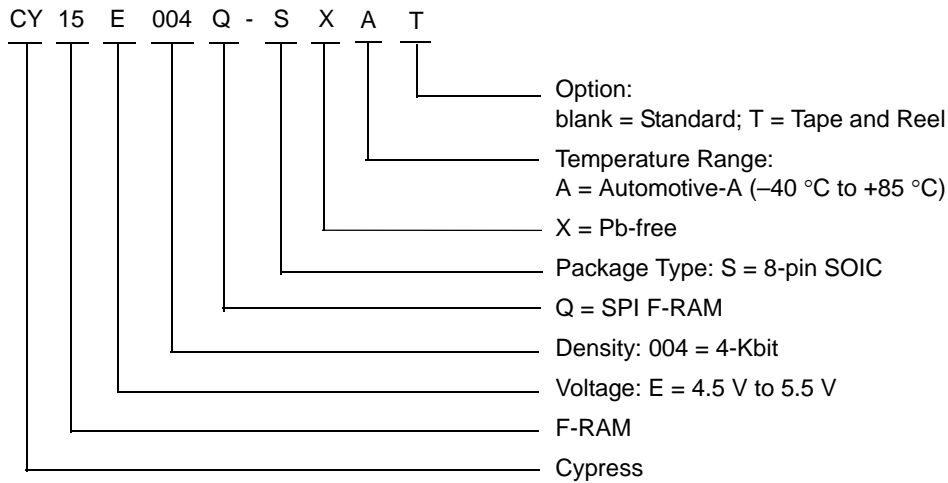 CY 15 E 004 Q - S X A T
Option:
blank = Standard; T = Tape and Reel
Temperature Range:
A = Automotive-A (–40 °C to +85 °C)
X = Pb-free
Package Type: S = 8-pin SOIC
Q = SPI F-RAM
Density: 004 = 4-Kbit
Voltage: E = 4.5 V to 5.5 V
F-RAM
Cypress